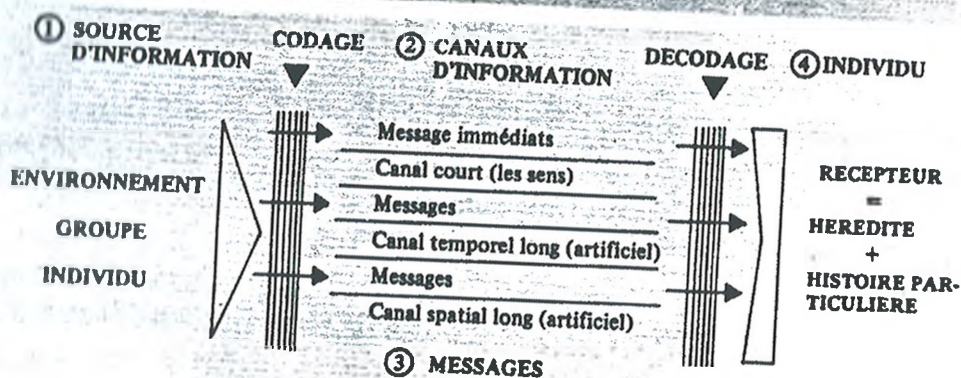 ① SOURCE D'INFORMATION
CODAGE
② CANAUX D'INFORMATION
DECODAGE
④ INDIVIDU
ENVIRONNEMENT
GROUPE
INDIVIDU
Message immédiats
Canal court (les sens)
Messages
Canal temporel long (artificiel)
Messages
Canal spatial long (artificiel)
RECEPTEUR
=
HEREDITE
+
HISTOIRE PAR-
TICULIERE
③ MESSAGES